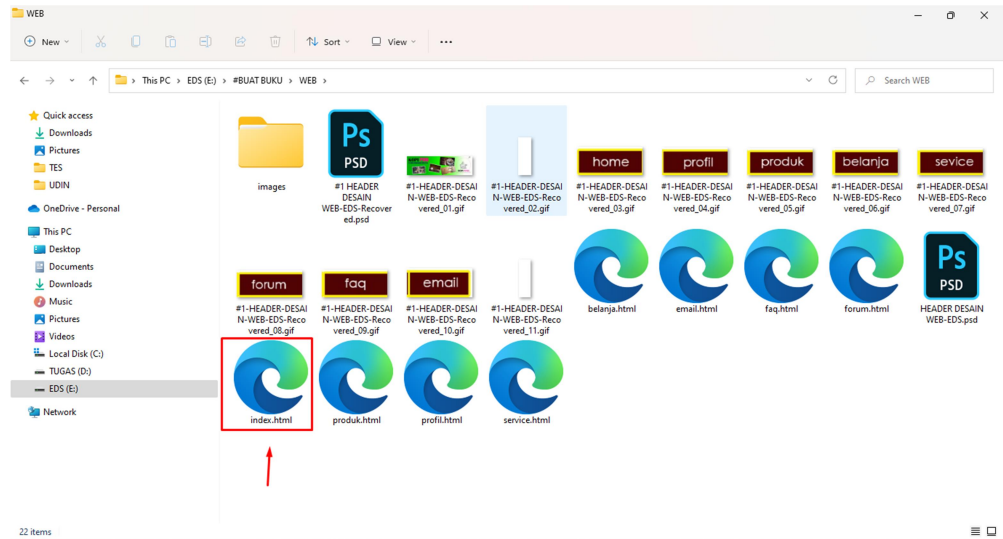 WEB
New
Sort
View
This PC > EDS (E:) > #BUAT BUKU > WEB >
Search WEB
Quick access
Downloads
Pictures
TES
UDIN
OneDrive - Personal
This PC
Desktop
Documents
Downloads
Music
Pictures
Videos
Local Disk (C:)
TUGAS (D:)
EDS (E:)
Network
images
Ps
PSD
#1 HEADER
DESAIN
WEB-EDS-Recover
ed.psd
#1-HEADER-DESAI
N-WEB-EDS-Reco
vered_01.gif
#1-HEADER-DESAI
N-WEB-EDS-Reco
vered_02.gif
home
#1-HEADER-DESAI
N-WEB-EDS-Reco
vered_03.gif
profil
#1-HEADER-DESAI
N-WEB-EDS-Reco
vered_04.gif
produk
#1-HEADER-DESAI
N-WEB-EDS-Reco
vered_05.gif
belanja
#1-HEADER-DESAI
N-WEB-EDS-Reco
vered_06.gif
sevice
#1-HEADER-DESAI
N-WEB-EDS-Reco
vered_07.gif
forum
#1-HEADER-DESAI
N-WEB-EDS-Reco
vered_08.gif
faq
#1-HEADER-DESAI
N-WEB-EDS-Reco
vered_09.gif
email
#1-HEADER-DESAI
N-WEB-EDS-Reco
vered_10.gif
#1-HEADER-DESAI
N-WEB-EDS-Reco
vered_11.gif
belanja.html
email.html
faq.html
forum.html
Ps
PSD
HEADER DESAIN
WEB-EDS.psd
index.html
produk.html
profil.html
service.html
22 items